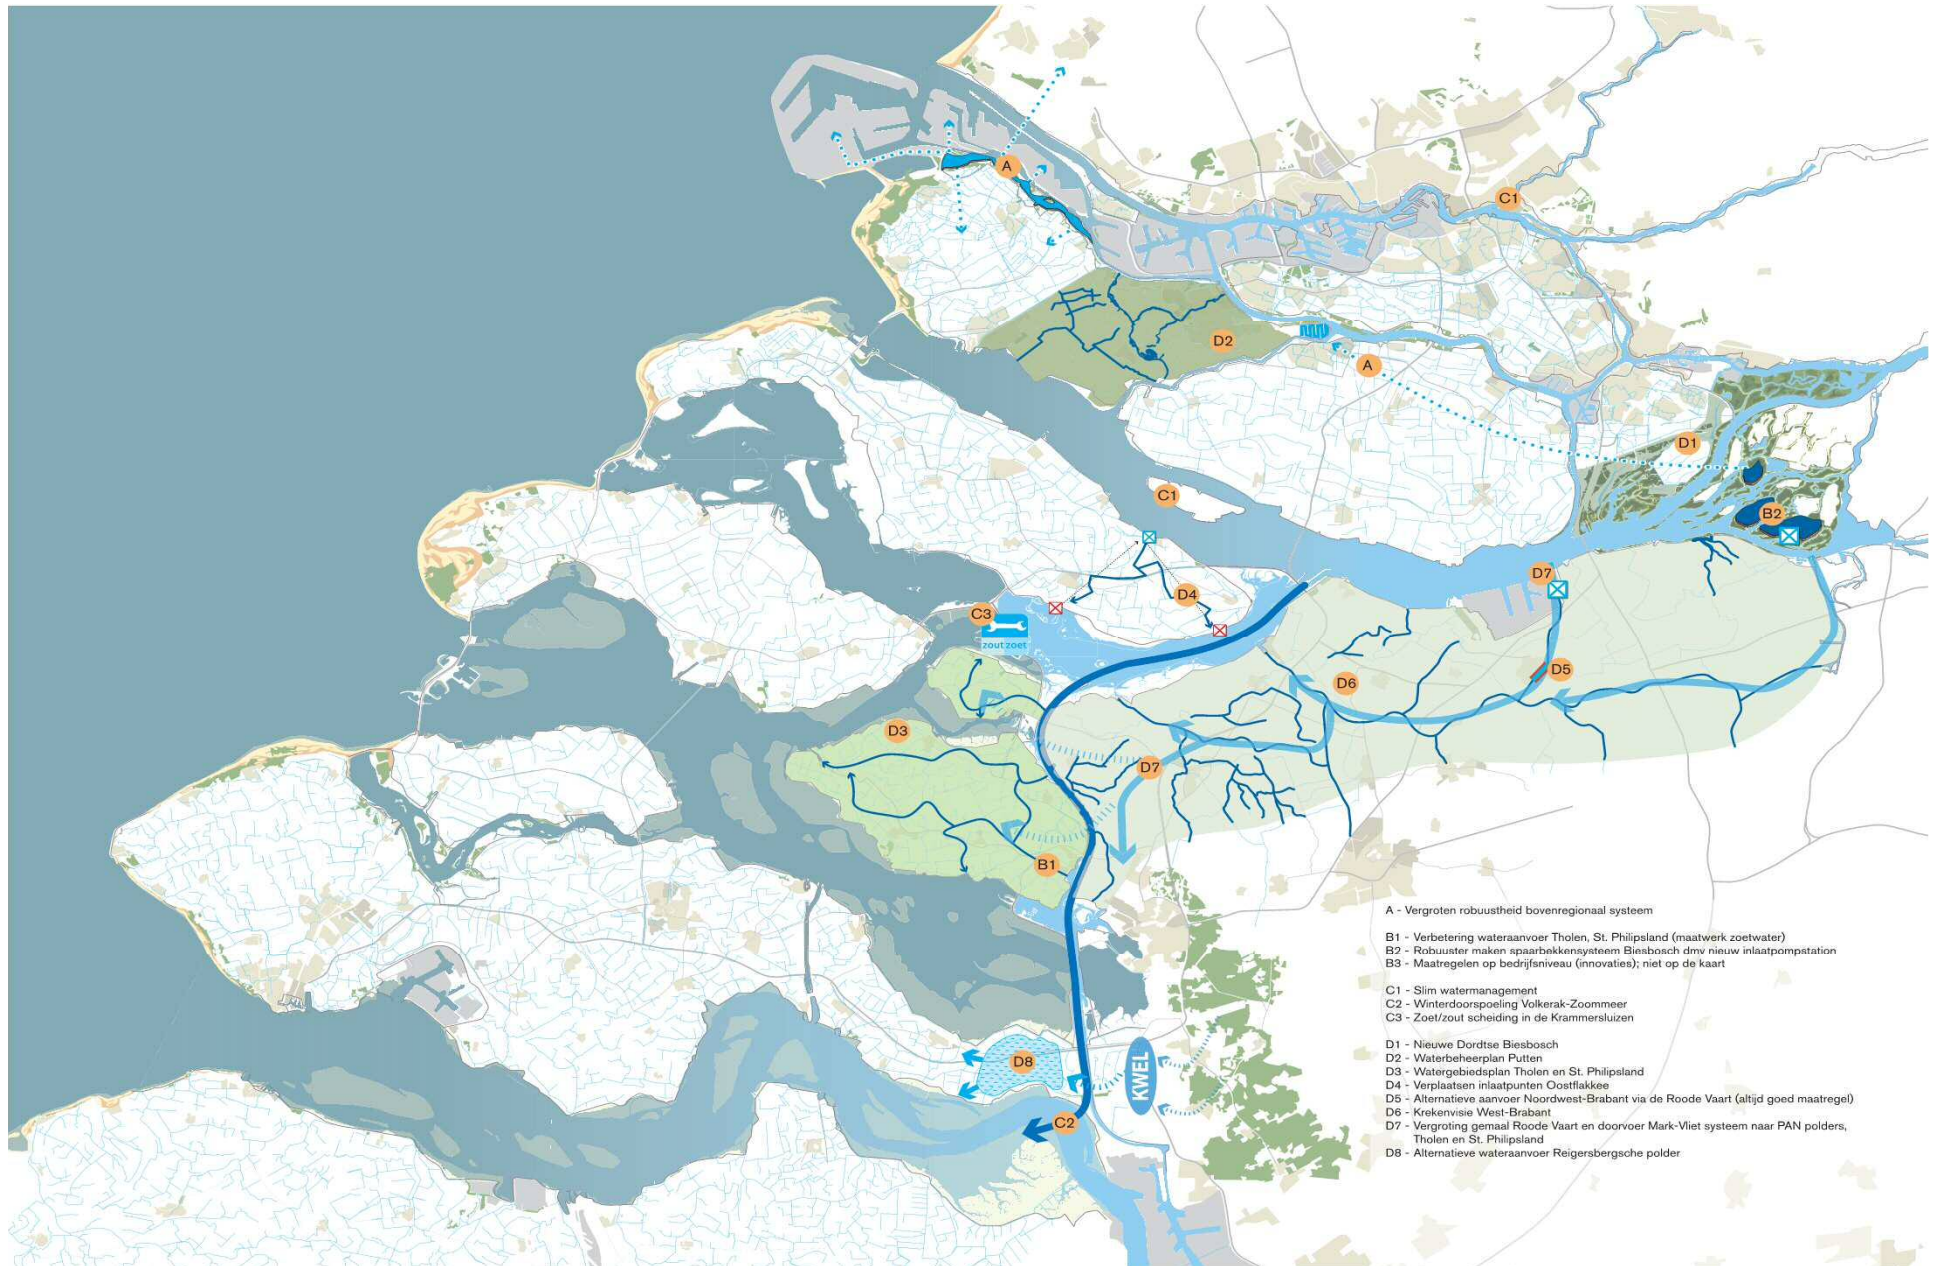 A
C1
D2
A
D1
C1
B2
D7
D4
C3
zout zoet
D5
D6
D3
D7
B1
A - Vergroten robuustheid bovenregionaal systeem
B1 - Verbetering wateraanvoer Tholen, St. Philipsland (maatwerk zoetwater)
B2 - Robuuster maken spaarbekkensysteem Biesbosch dmv nieuw inlaatpompstation
B3 - Maatregelen op bedrijfsniveau (innovaties); niet op de kaart
C1 - Slim watermanagement
C2 - Winterdoorspoeling Volkerak-Zoommeer
C3 - Zoet/zout scheiding in de Krammersluizen
D1 - Nieuwe Dordtse Biesbosch
D2 - Waterbeheerplan Putten
D3 - Watergebiedsplan Tholen en St. Philipsland
D4 - Verplaatsen inlaatpunten Oostflakkee
D5 - Alternatieve aanvoer Noordwest-Brabant via de Roode Vaart (altijd goed maatregel)
D6 - Krekenvisie West-Brabant
D7 - Vergroting gemaal Roode Vaart en doorvoer Mark-Vliet systeem naar PAN polders,
Tholen en St. Philipsland
D8 - Alternatieve wateraanvoer Reigersbergsche polder
D8
KWEL
C2